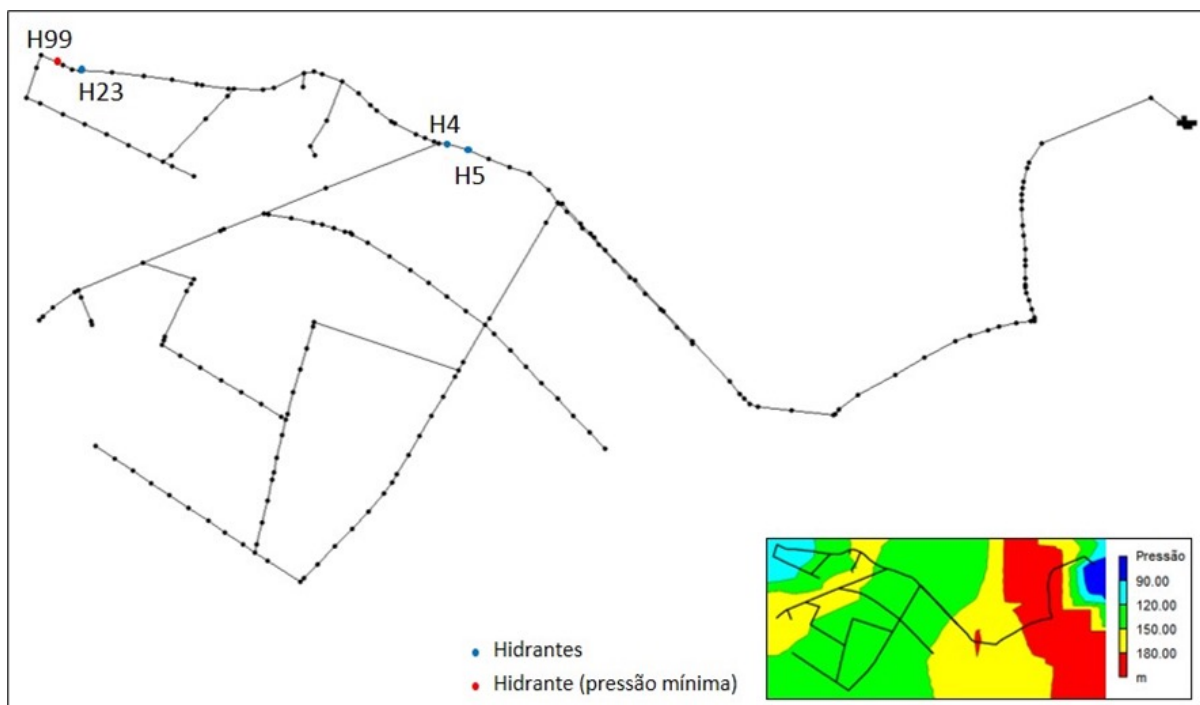 H99
H23
H4
H5
Hidrantes
Hidrante (pressão mínima)
Pressão
90.00
120.00
150.00
180.00
m